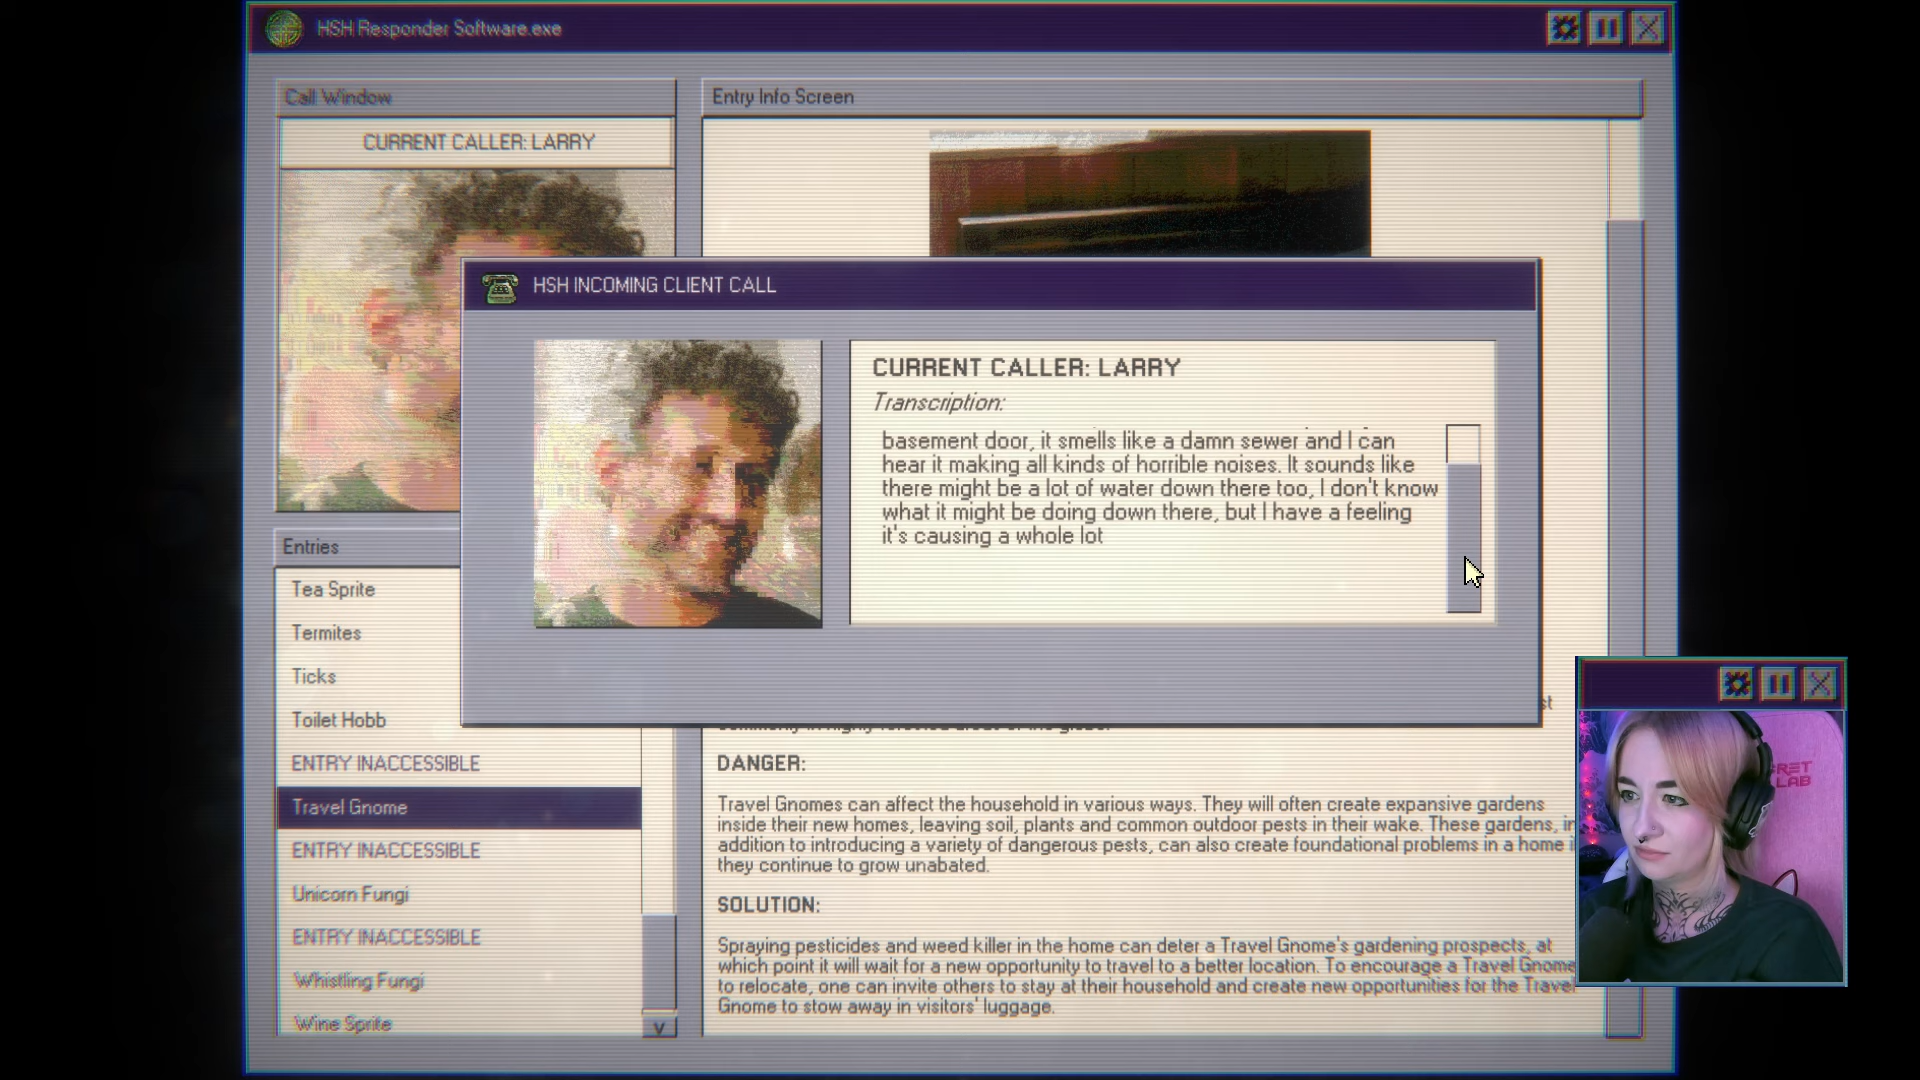 HSH Responder Software.exe
Call Window
CURRENT CALLER: LARRY
Entry Info Screen
HSH INCOMING CLIENT CALL
CURRENT CALLER: LARRY
Transcription:
basement door, it smells like a damn sewer and I can
hear it making all kinds of horrible noises. It sounds like
there might be a lot of water down there too, I don't know
what it might be doing down there, but I have a feeling
it's causing a whole lot
Entries
Tea Sprite
Termites
Ticks
Toilet Hobb
ENTRY INACCESSIBLE
Travel Gnome
ENTRY INACCESSIBLE
Unicorn Fungi
ENTRY INACCESSIBLE
Whistling Fungi
Wine Sprite
DANGER:
Travel Gnomes can affect the household in various ways. They will often create expansive gardens
inside their new homes, leaving soil, plants and common outdoor pests in their wake. These gardens, in
addition to introducing a variety of dangerous pests, can also create foundational problems in a home
they continue to grow unabated.
SOLUTION:
Spraying pesticides and weed killer in the home can deter a Travel Gnome's gardening prospects, at
which point it will wait for a new opportunity to travel to a better location. To encourage a Travel Gnome
to relocate, one can invite others to stay at their household and create new opportunities for the Travel
Gnome to stow away in visitors' luggage.